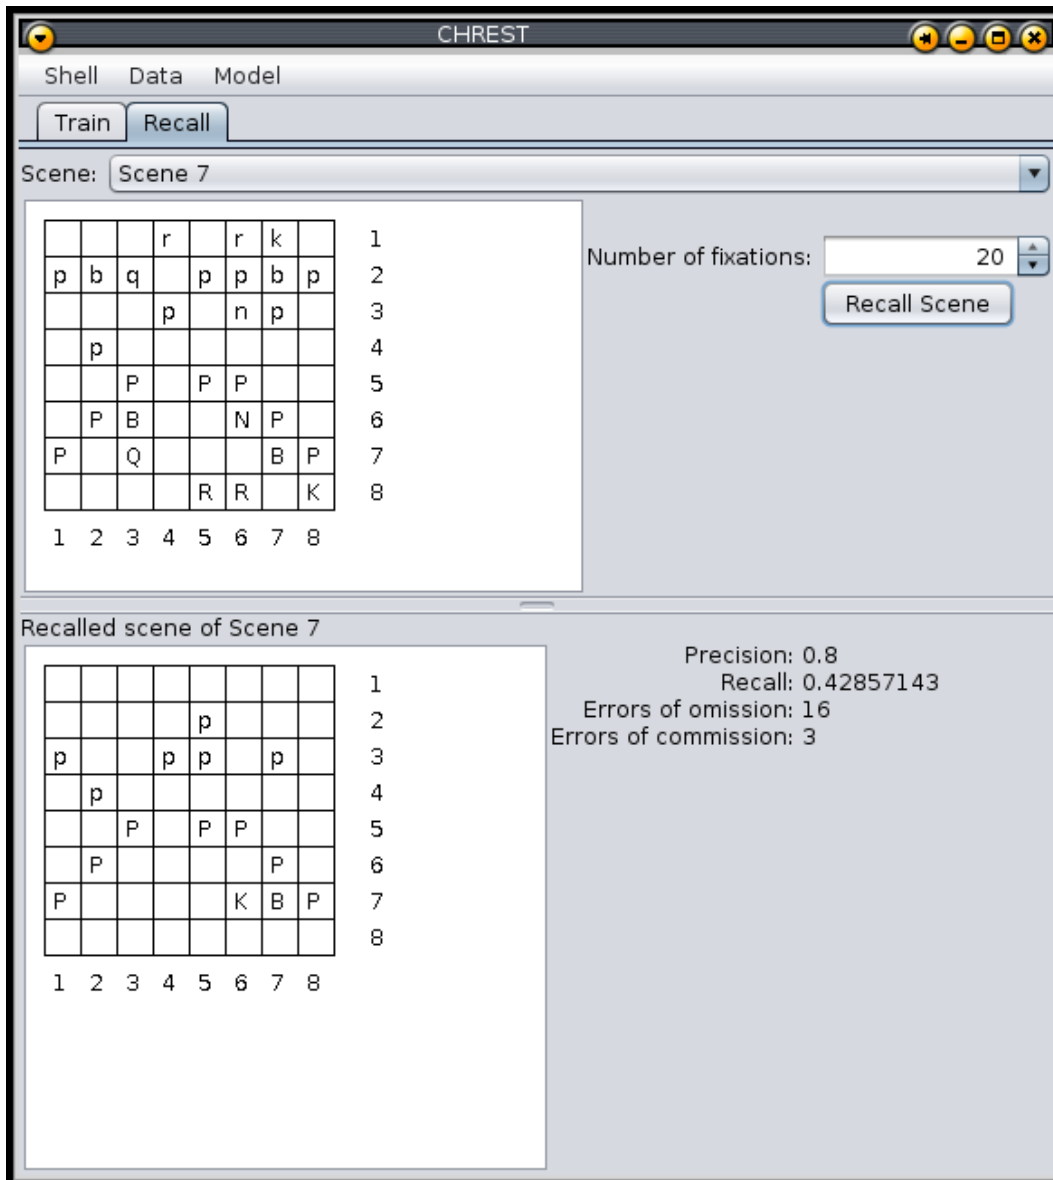 CHREST
Shell Data Model
Train Recall
Scene: Scene 7
r r k 1
p b q p p b p 2
p n p 3
p 4
P P P 5
P B N P 6
P Q B P 7
R R K 8
1 2 3 4 5 6 7 8
Number of fixations: 20
Recall Scene
Recalled scene of Scene 7
1
p 2
p p p p 3
p 4
P P P 5
P P 6
P K B P 7
8
1 2 3 4 5 6 7 8
Precision: 0.8
Recall: 0.42857143
Errors of omission: 16
Errors of commission: 3